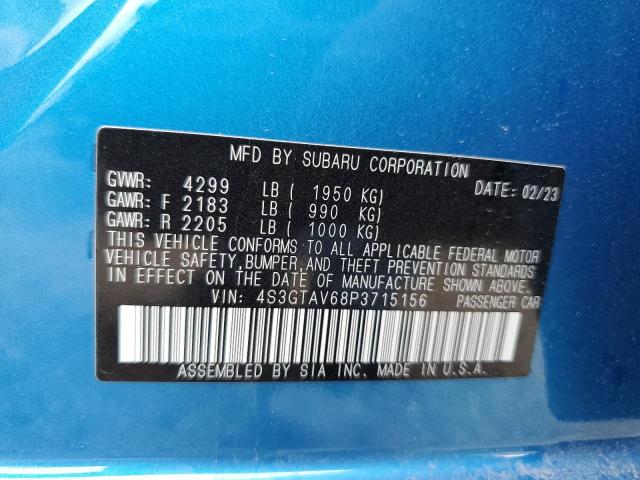 MFD BY SUBARU CORPORATION
GVWR: 4299 LB ( 1950 KG) DATE: 02/23
GAWR: F 2183 LB ( 990 KG)
GAWR: R 2205 LB ( 1000 KG)
THIS VEHICLE CONFORMS TO ALL APPLICABLE FEDERAL MOTOR
VEHICLE SAFETY, BUMPER, AND THEFT PREVENTION STANDARDS
IN EFFECT ON THE DATE OF MANUFACTURE SHOWN ABOVE.
VIN: 4S3GTAV68P3715156 PASSENGER CAR
ASSEMBLED BY SIA INC. MADE IN U.S.A.